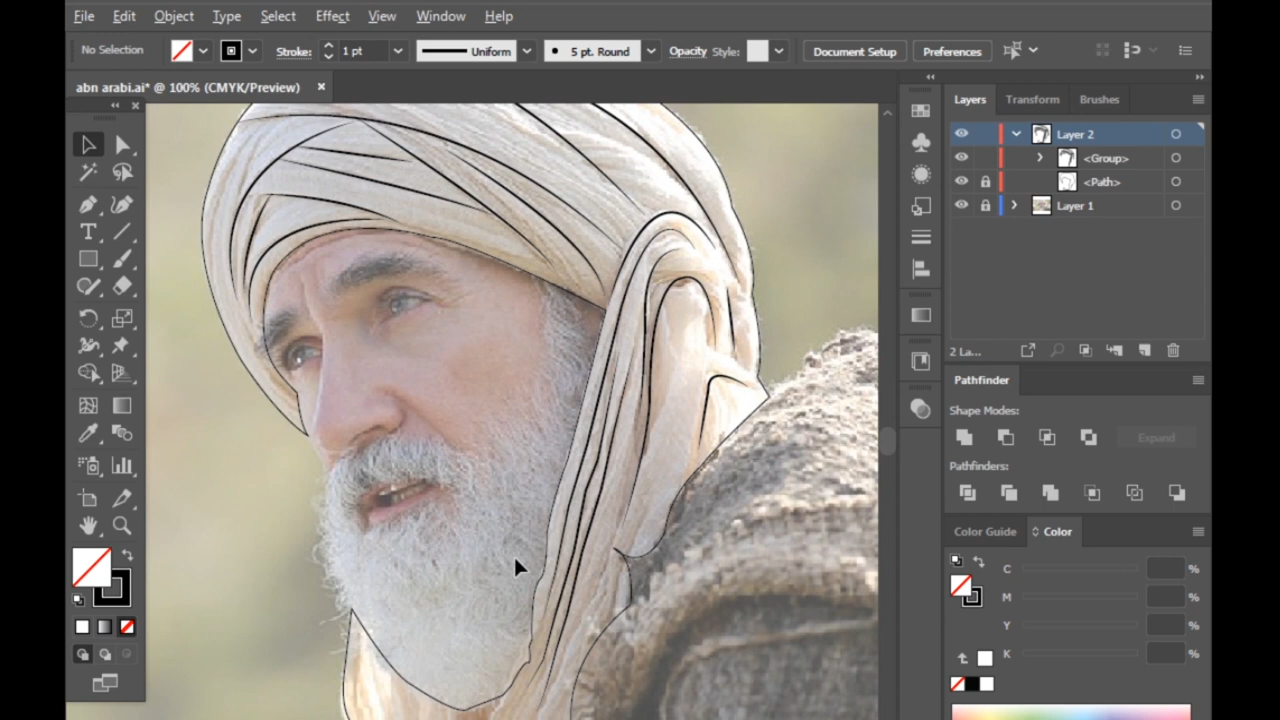 File Edit Object Type Select Effect View Window Help
No Selection Stroke: 1 pt Uniform 5 pt. Round Opacity Style: Document Setup Preferences
abn arabi.ai* @ 100% (CMYK/Preview) ×
Layers Transform Brushes
Layer 2
<Group>
<Path>
Layer 1
2 La...
Pathfinder
Shape Modes:
Expand
Pathfinders:
Color Guide Color
C %
M %
Y %
K %